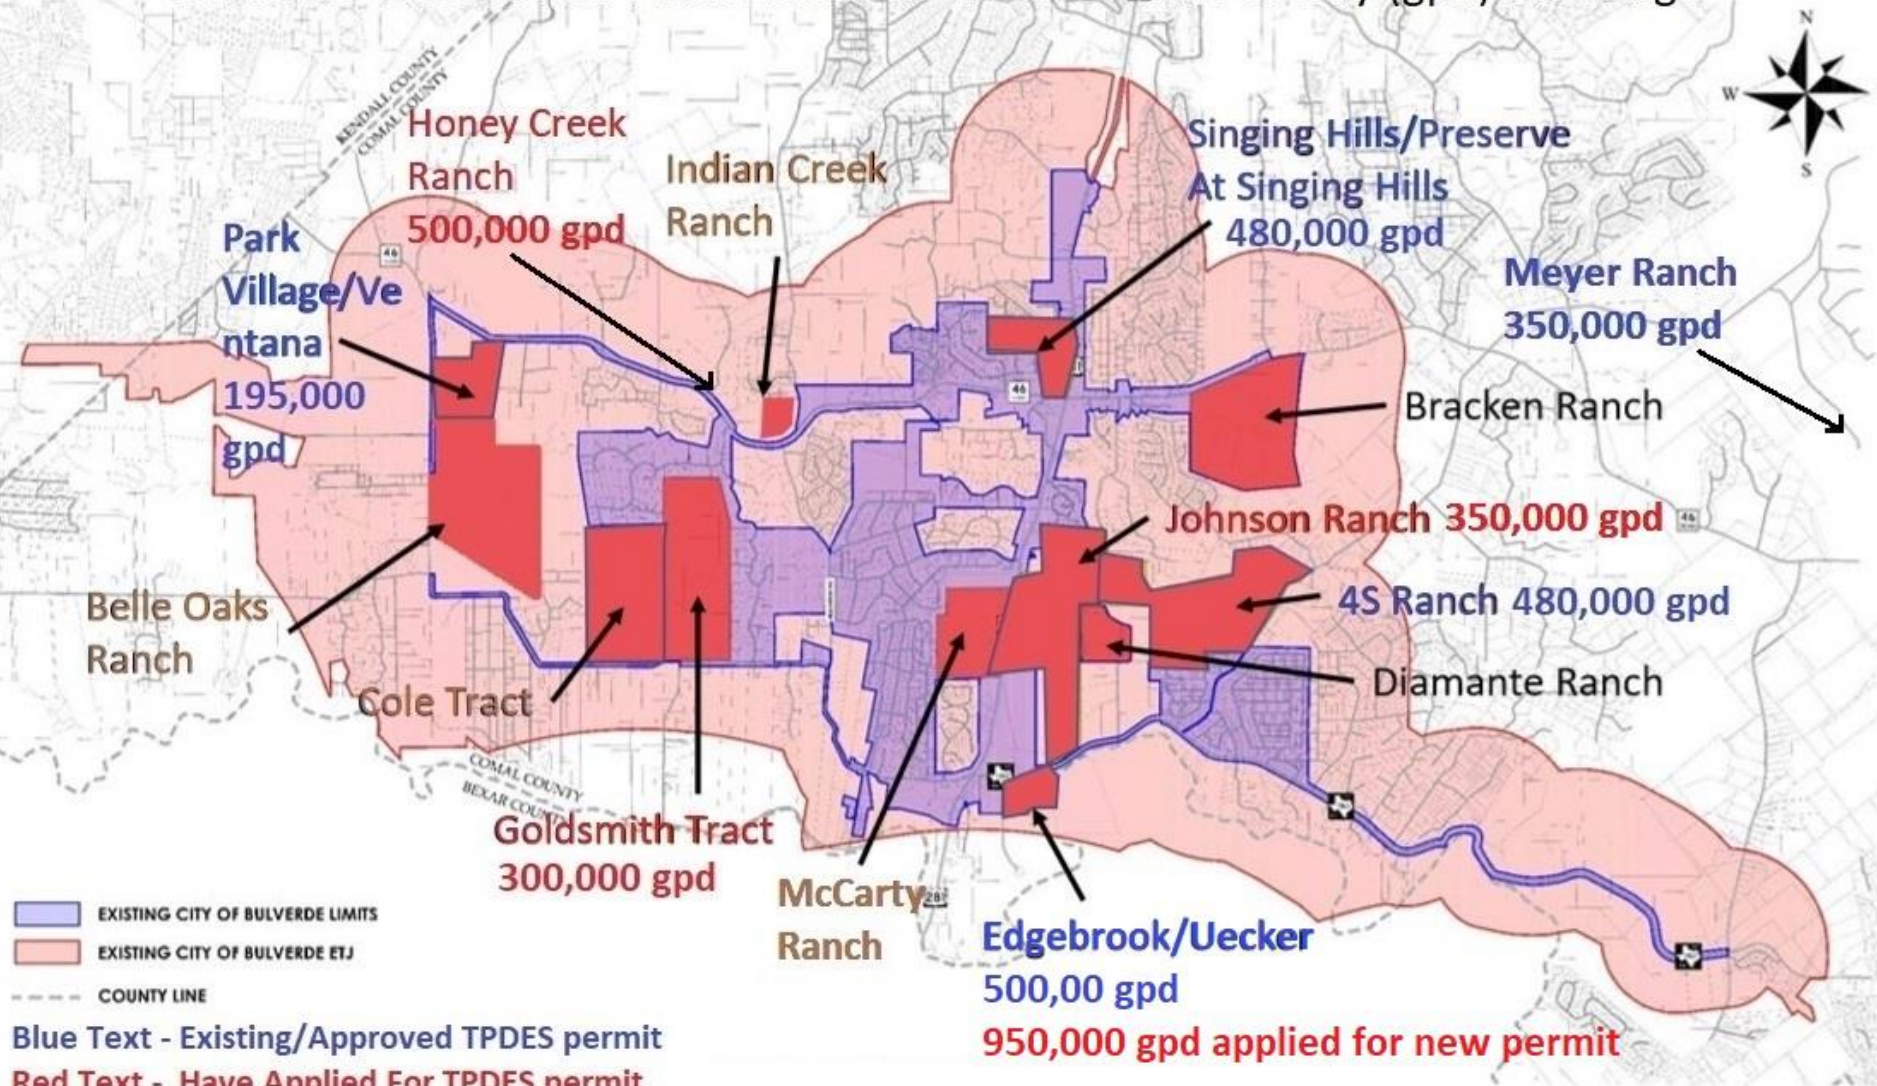 N
W
S
KENDALL COUNTY
COMAL COUNTY
Honey Creek
Ranch
500,000 gpd
Indian Creek
Ranch
Singing Hills/Preserve
At Singing Hills
480,000 gpd
Park
Village/Ve
ntana
195,000
gpd
46
Meyer Ranch
350,000 gpd
46
Bracken Ranch
Johnson Ranch 350,000 gpd
46
4S Ranch 480,000 gpd
Belle Oaks
Ranch
Diamante Ranch
Cole Tract
COMAL COUNTY
BEXAR COUNTY
Goldsmith Tract
300,000 gpd
McCarty
Ranch
281
Edgebrook/Uecker
500,00 gpd
950,000 gpd applied for new permit
EXISTING CITY OF BULVERDE LIMITS
EXISTING CITY OF BULVERDE ETJ
COUNTY LINE
Blue Text - Existing/Approved TPDES permit
Red Text - Have Applied For TPDES permit